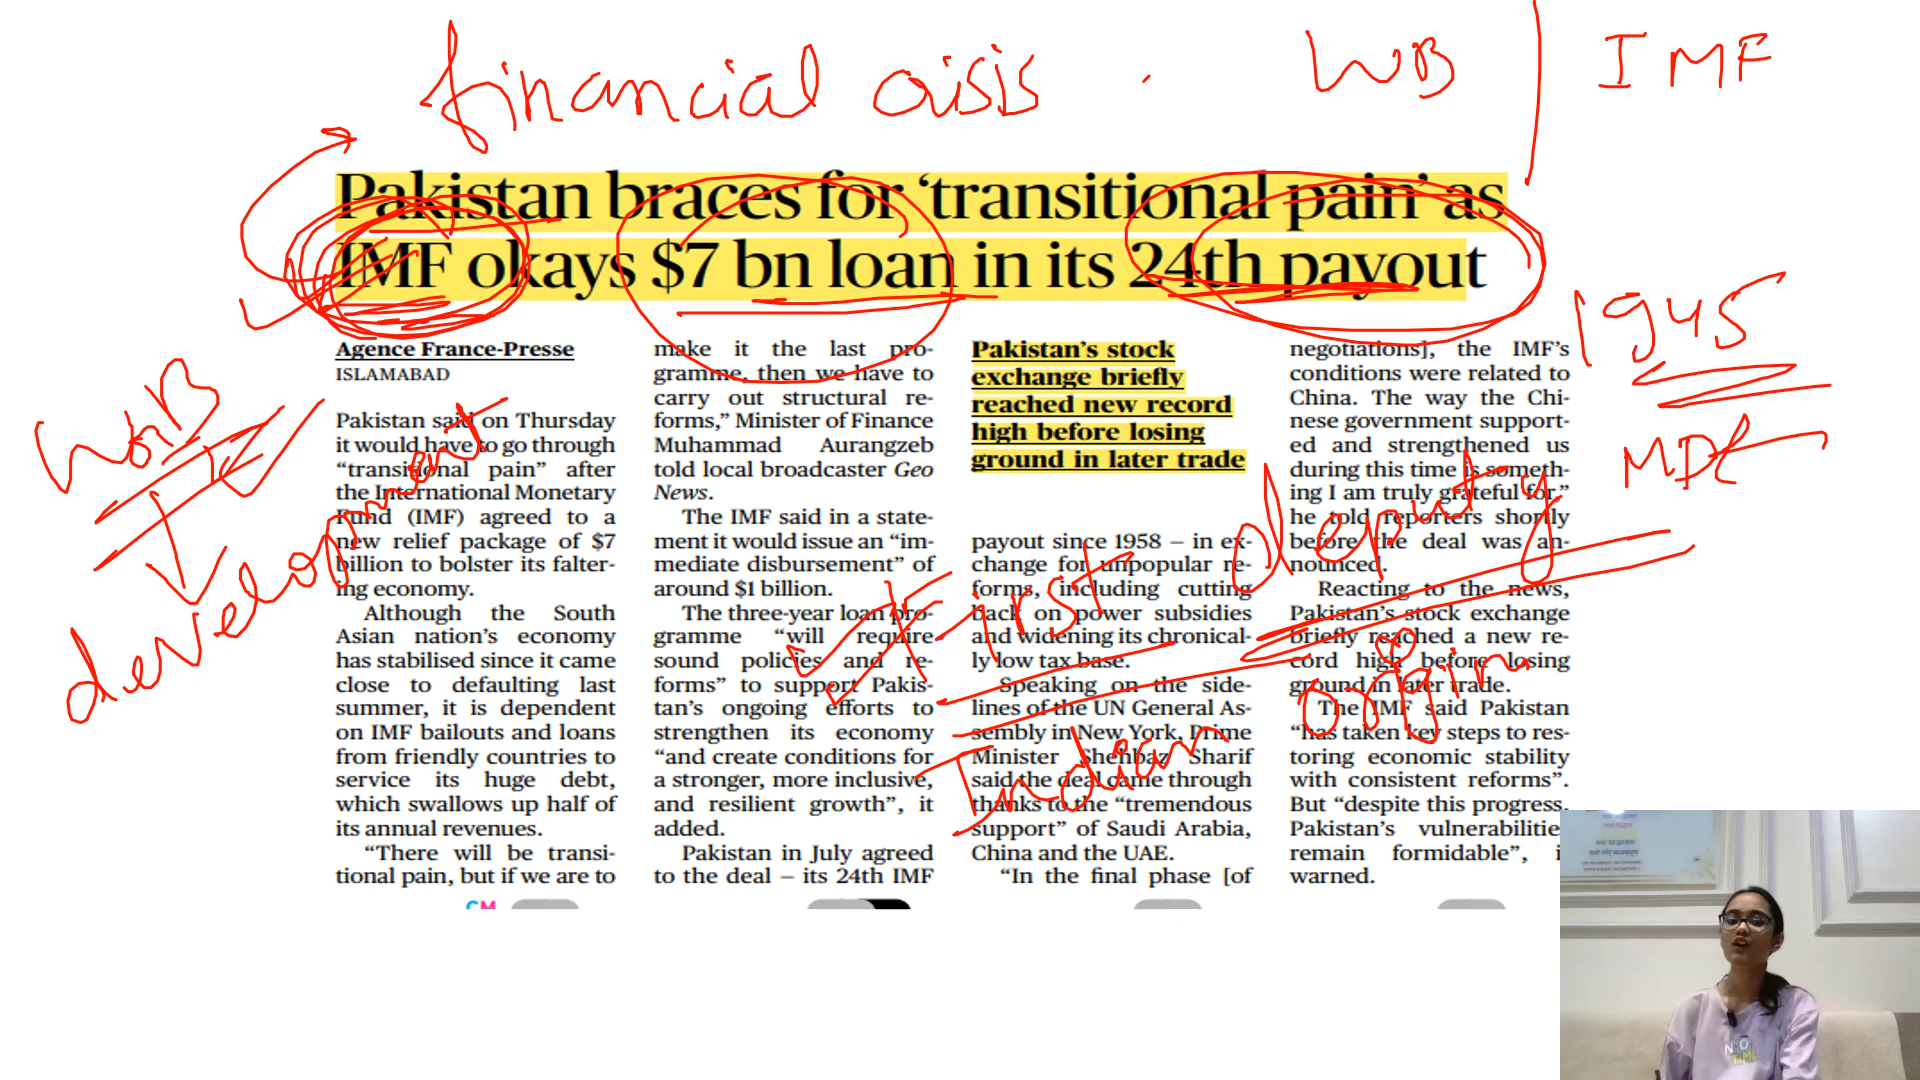 financial crisis
WB
IMF
Pakistan braces for ‘transitional pain’ as
IMF okays $7 bn loan in its 24th payout
1945
MDC
WB
development
First deputy
Indian origin
Agence France-Presse
ISLAMABAD
Pakistan said on Thursday
it would have to go through
“transitional pain” after
the International Monetary
Fund (IMF) agreed to a
new relief package of $7
billion to bolster its falter-
ing economy.
Although the South
Asian nation’s economy
has stabilised since it came
close to defaulting last
summer, it is dependent
on IMF bailouts and loans
from friendly countries to
service its huge debt,
which swallows up half of
its annual revenues.
“There will be transi-
tional pain, but if we are to
make it the last pro-
gramme, then we have to
carry out structural re-
forms,” Minister of Finance
Muhammad Aurangzeb
told local broadcaster Geo
News.
The IMF said in a state-
ment it would issue an “im-
mediate disbursement” of
around $1 billion.
The three-year loan pro-
gramme “will require
sound policies and re-
forms” to support Pakis-
tan’s ongoing efforts to
strengthen its economy
“and create conditions for
a stronger, more inclusive,
and resilient growth”, it
added.
Pakistan in July agreed
to the deal – its 24th IMF
Pakistan’s stock
exchange briefly
reached new record
high before losing
ground in later trade
payout since 1958 – in ex-
change for unpopular re-
forms, including cutting
back on power subsidies
and widening its chronical-
ly low tax base.
Speaking on the side-
lines of the UN General As-
sembly in New York, Prime
Minister Shehbaz Sharif
said the deal came through
thanks to the “tremendous
support” of Saudi Arabia,
China and the UAE.
“In the final phase [of
negotiations], the IMF’s
conditions were related to
China. The way the Chi-
nese government support-
ed and strengthened us
during this time is someth-
ing I am truly grateful for,”
he told reporters shortly
before the deal was an-
nounced.
Reacting to the news,
Pakistan’s stock exchange
briefly reached a new re-
cord high before losing
ground in later trade.
The IMF said Pakistan
“has taken key steps to res-
toring economic stability
with consistent reforms”.
But “despite this progress,
Pakistan’s vulnerabilities
remain formidable”, i
warned.
CM